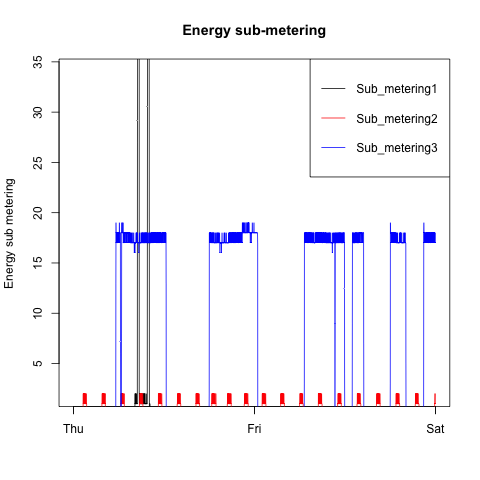 Energy sub-metering
Sub_metering1
Sub_metering2
Sub_metering3
Energy sub metering
35
30
25
20
15
10
5
Thu Fri Sat